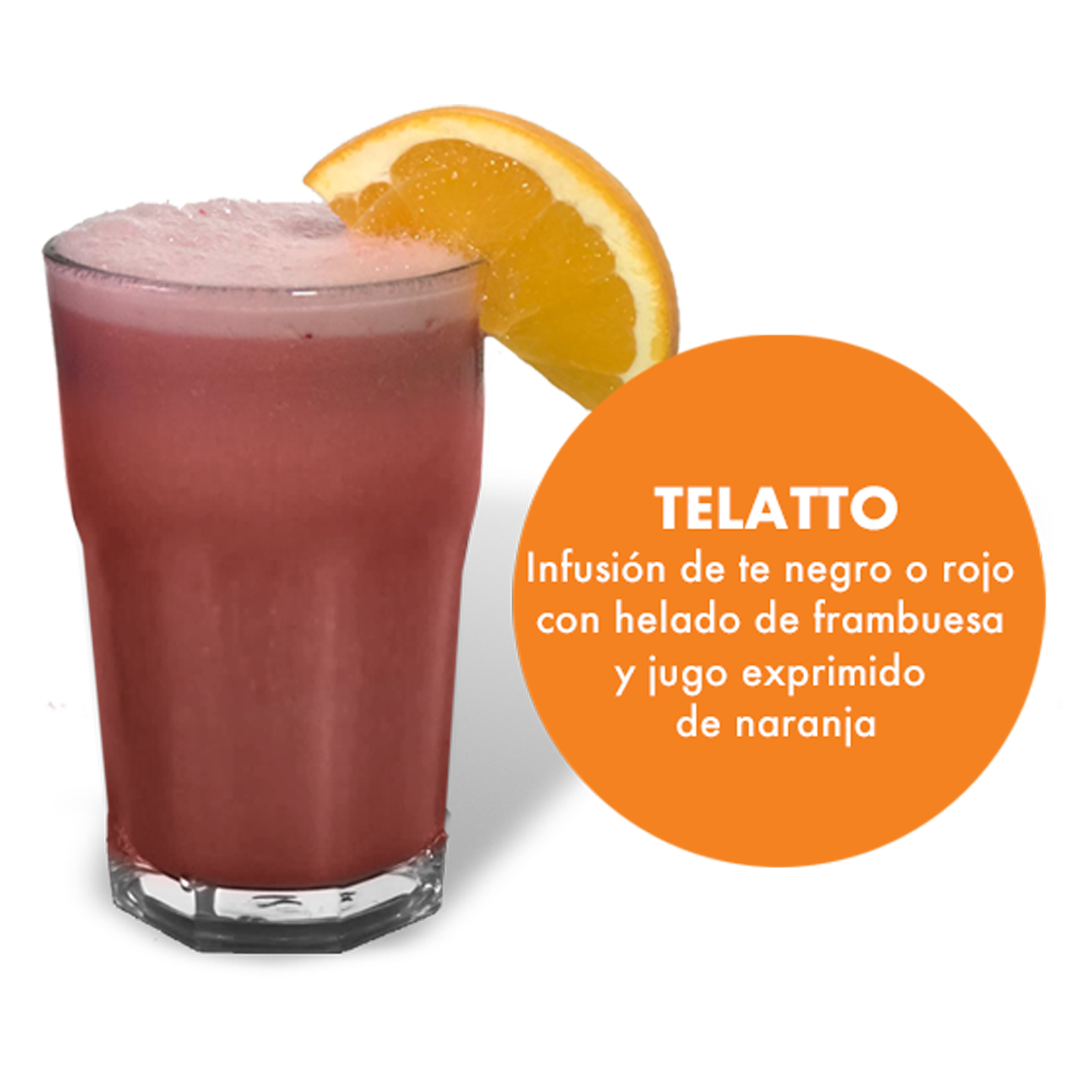 TELATTO
Infusión de te negro o rojo
con helado de frambuesa
y jugo exprimido
de naranja